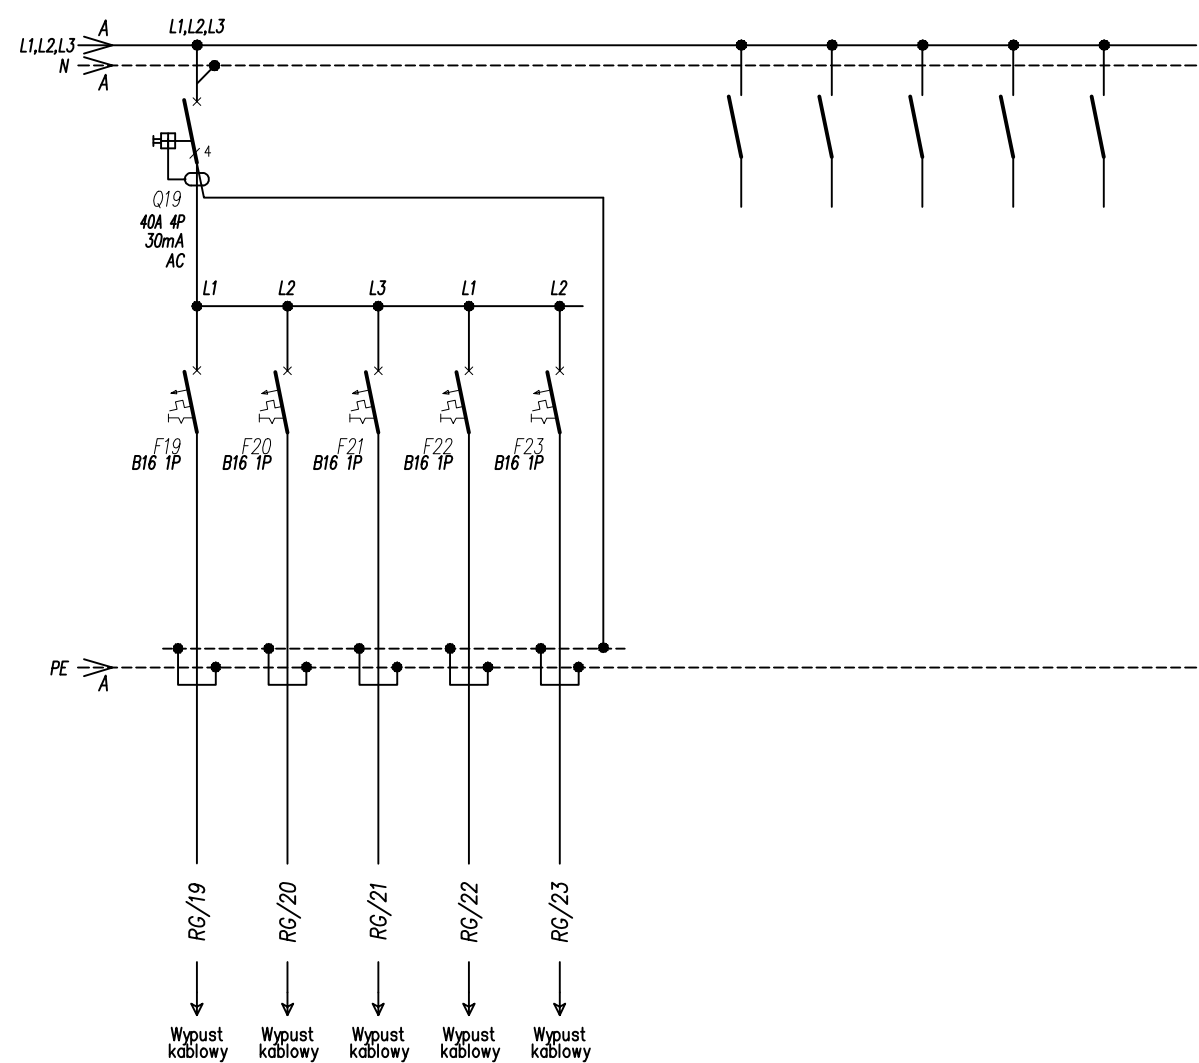 A
L1,L2,L3
L1,L2,L3
N
A
4
Q19
40A 4P
30mA
AC
L1 L2 L3 L1 L2
F19 F20 F21 F22 F23
B16 1P B16 1P B16 1P B16 1P B16 1P
PE
A
RG/19 RG/20 RG/21 RG/22 RG/23
Wypust Wypust Wypust Wypust Wypust
kablowy kablowy kablowy kablowy kablowy